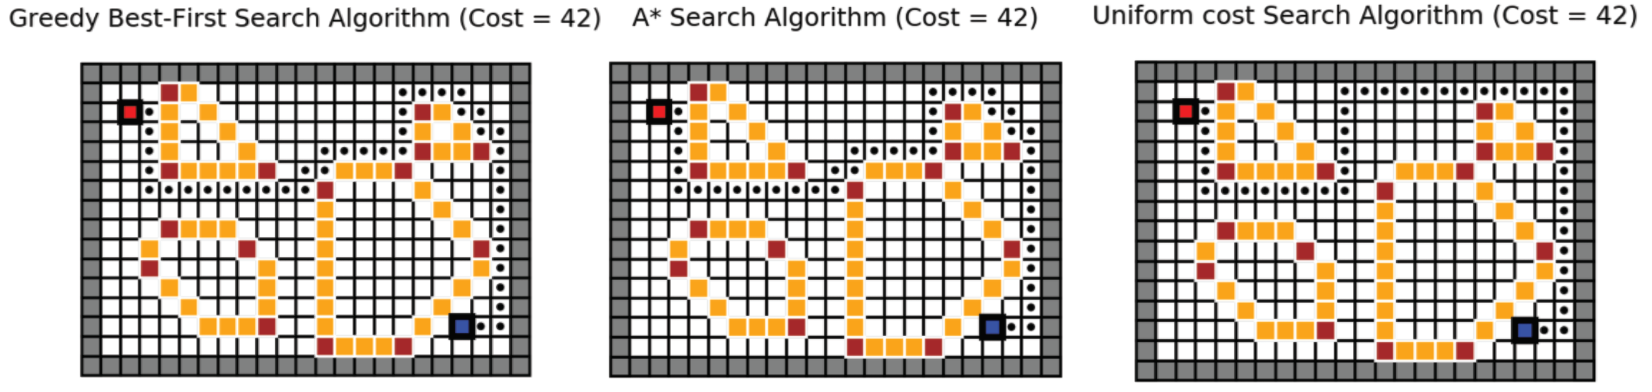 Greedy Best-First Search Algorithm (Cost = 42)
A* Search Algorithm (Cost = 42)
Uniform cost Search Algorithm (Cost = 42)